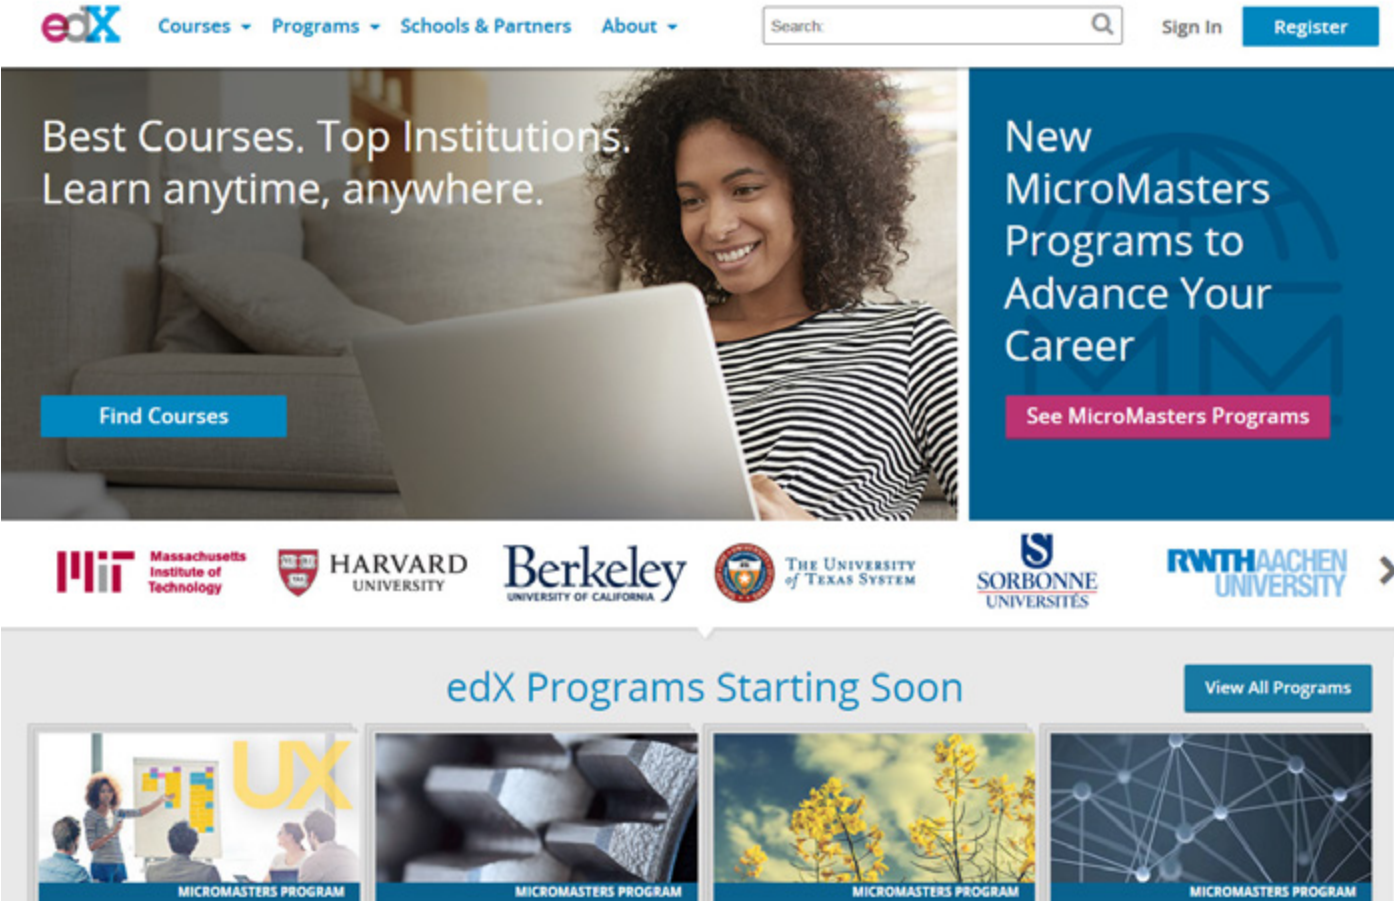 edX
Courses
Programs
Schools & Partners
About
Search:
Sign In
Register
Best Courses. Top Institutions.
Learn anytime, anywhere.
Find Courses
New
MicroMasters
Programs to
Advance Your
Career
See MicroMasters Programs
Massachusetts
Institute of
Technology
VE RI TAS
HARVARD
UNIVERSITY
Berkeley
UNIVERSITY OF CALIFORNIA
THE UNIVERSITY
of TEXAS SYSTEM
S
SORBONNE
UNIVERSITÉS
RWTHAACHEN
UNIVERSITY
edX Programs Starting Soon
View All Programs
UX
MICROMASTERS PROGRAM
MICROMASTERS PROGRAM
MICROMASTERS PROGRAM
MICROMASTERS PROGRAM